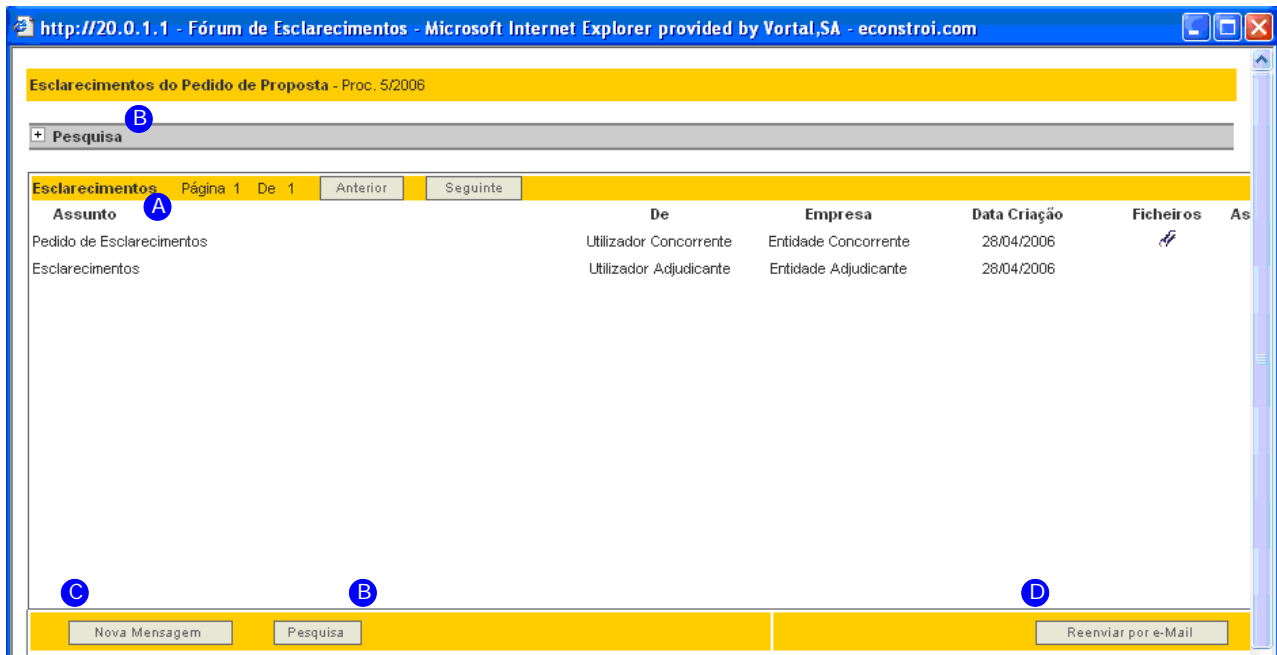 http://20.0.1.1 - Fórum de Esclarecimentos - Microsoft Internet Explorer provided by Vortal,SA - econstroi.com
Esclarecimentos do Pedido de Proposta - Proc. 5/2006
B
+ Pesquisa
Esclarecimentos Página 1 De 1 Anterior Seguinte
A
Assunto De Empresa Data Criação Ficheiros As
Pedido de Esclarecimentos Utilizador Concorrente Entidade Concorrente 28/04/2006
Esclarecimentos Utilizador Adjudicante Entidade Adjudicante 28/04/2006
C B D
Nova Mensagem Pesquisa Reenviar por e-Mail